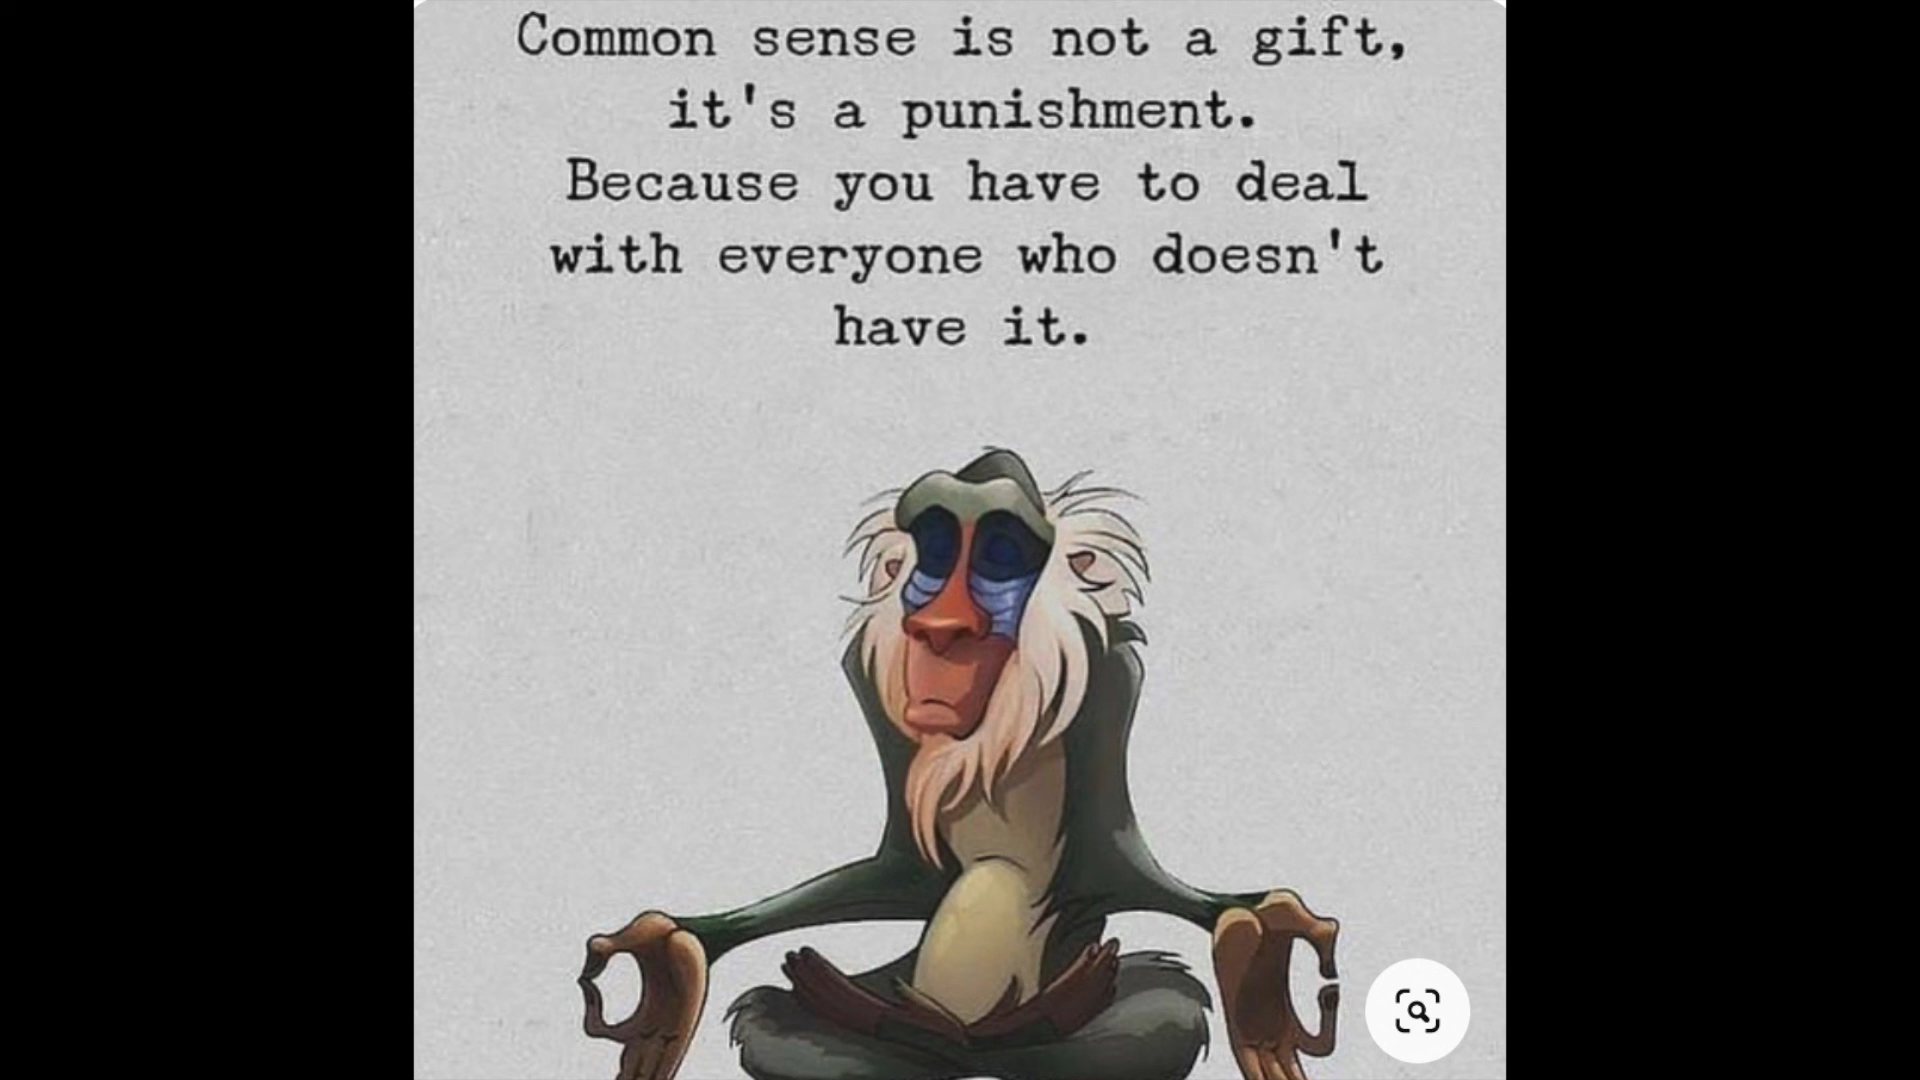 Common sense is not a gift,
it's a punishment.
Because you have to deal
with everyone who doesn't
have it.